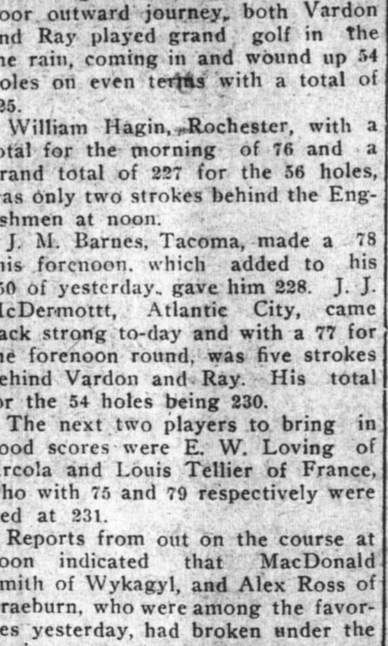 oor outward journey, both Vardon
nd Ray played grand golf in the
he rain, coming in and wound up 54
oles on even terms with a total of
25.
William Hagin, Rochester, with a
otal for the morning of 76 and a
rand total of 227 for the 56 holes,
as only two strokes behind the Eng-
shmen at noon.
J. M. Barnes, Tacoma, made a 78
his forenoon. which added to his
50 of yesterday., gave him 228. J. J.
McDermottt, Atlantic City, came
ack strong to-day and with a 77 for
he forenoon round, was five strokes
ehind Vardon and Ray. His total
or the 54 holes being 230.
The next two players to bring in
ood scores were E. W. Loving of
rcola and Louis Tellier of France,
ho with 75 and 79 respectively were
ed at 231.
Reports from out on the course at
oon indicated that MacDonald
mith of Wykagyl, and Alex Ross of
raeburn, who were among the favor-
es yesterday, had broken under the